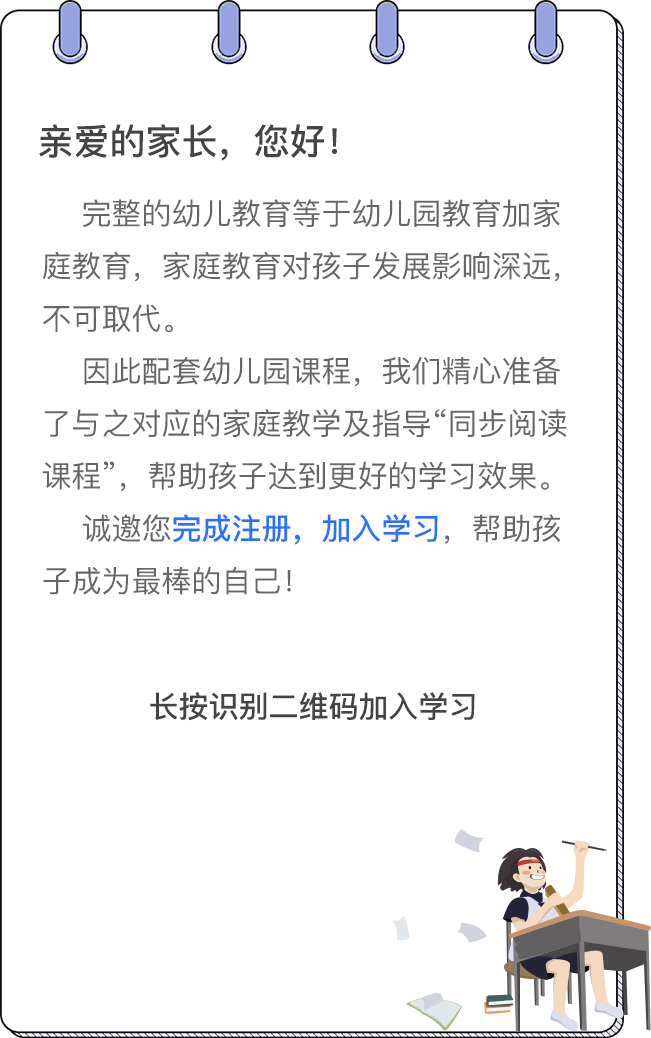 亲爱的家长，您好！
完整的幼儿教育等于幼儿园教育加家
庭教育，家庭教育对孩子发展影响深远，
不可取代。
因此配套幼儿园课程，我们精心准备
了与之对应的家庭教学及指导“同步阅读
课程”，帮助孩子达到更好的学习效果。
诚邀您完成注册，加入学习，帮助孩
子成为最棒的自己！
长按识别二维码加入学习